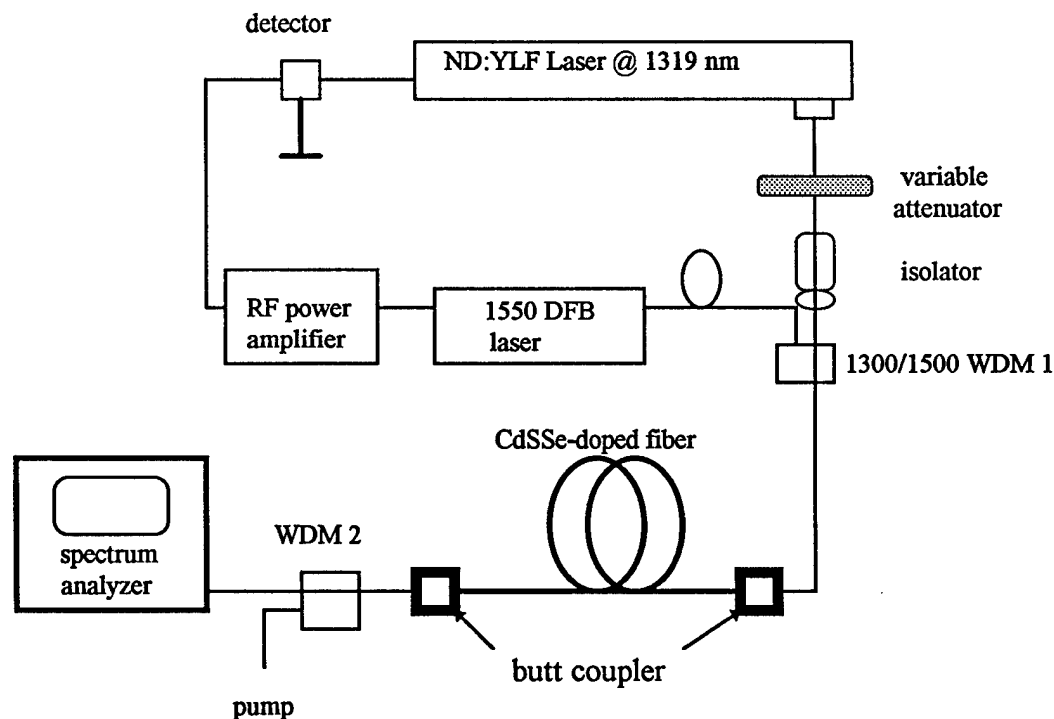 detector
ND:YLF Laser @ 1319 nm
variable
attenuator
isolator
RF power
amplifier
1550 DFB
laser
1300/1500 WDM 1
CdSSe-doped fiber
spectrum
analyzer
WDM 2
butt coupler
pump